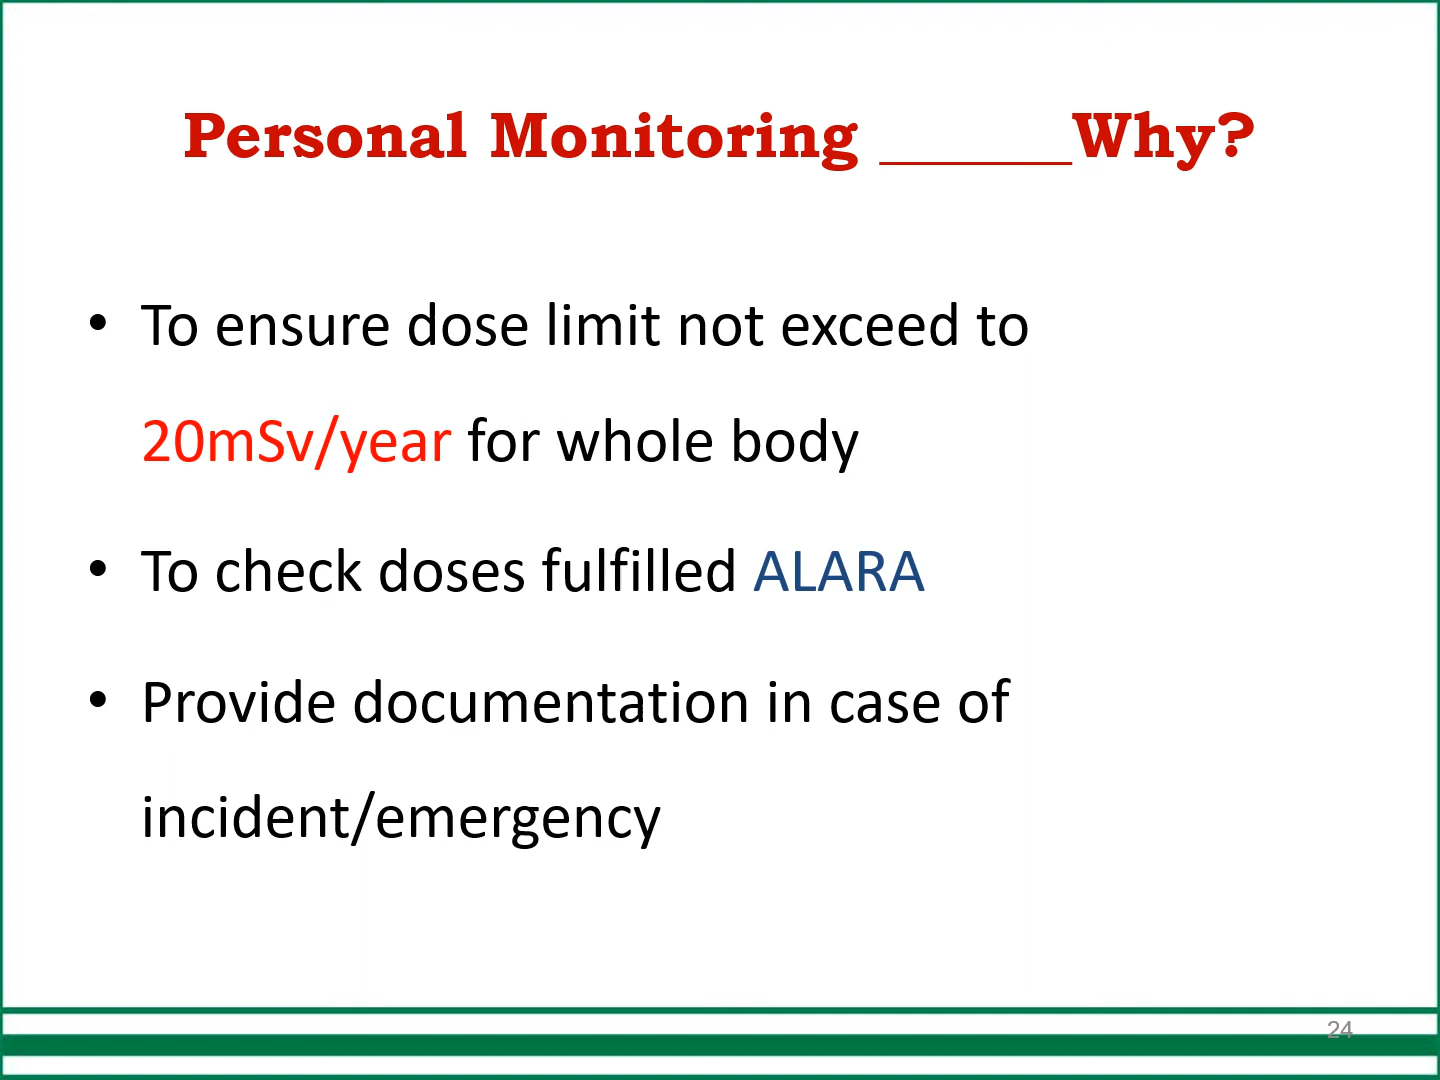 Personal Monitoring ______Why?
• To ensure dose limit not exceed to
20mSv/year for whole body
• To check doses fulfilled ALARA
• Provide documentation in case of
incident/emergency
24